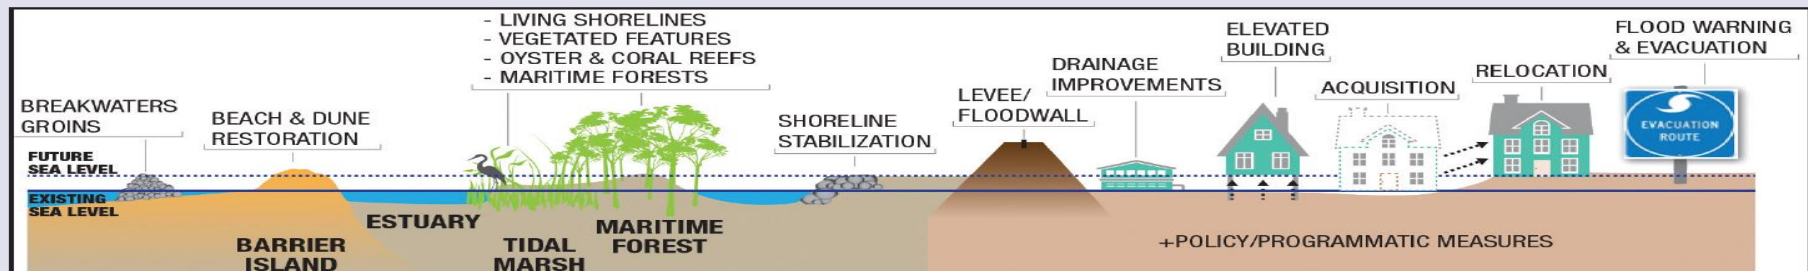 BREAKWATERS
GROINS
BEACH & DUNE
RESTORATION
- LIVING SHORELINES
- VEGETATED FEATURES
- OYSTER & CORAL REEFS
- MARITIME FORESTS
SHORELINE
STABILIZATION
LEVEE/
FLOODWALL
DRAINAGE
IMPROVEMENTS
ELEVATED
BUILDING
ACQUISITION
RELOCATION
FLOOD WARNING
& EVACUATION
EVACUATION
ROUTE
FUTURE
SEA LEVEL
EXISTING
SEA LEVEL
BARRIER
ISLAND
ESTUARY
TIDAL
MARSH
MARITIME
FOREST
+POLICY/PROGRAMMATIC MEASURES